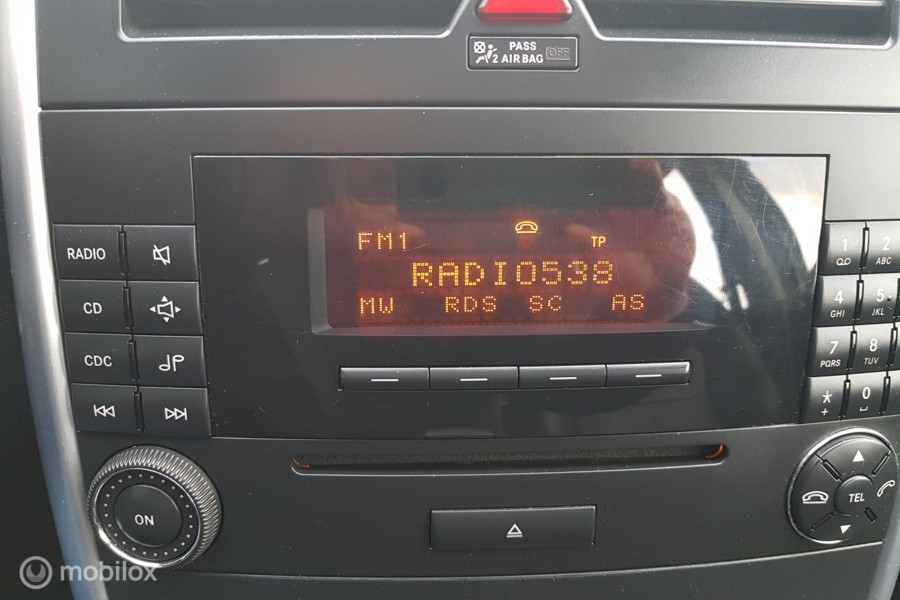 PASS
2 AIR BAG OFF
FM1 TP
RADIO538
MW RDS SC AS
RADIO
CD
CDC
ON
1 2
ABC
4 5
GHI JKL
7 8
PQRS TUV
* 0
+
TEL
mobilox